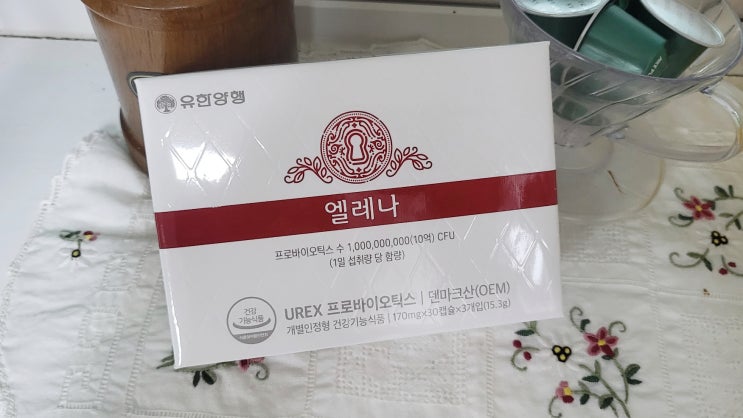 유한양행
엘레나
프로바이오틱스 수 1,000,000,000(10억) CFU
(1일 섭취량 당 함량)
UREX 프로바이오틱스 | 덴마크산(OEM)
개별인정형 건강기능식품 | 170mg×30캡슐×3개입(15.3g)
건강
기능식품